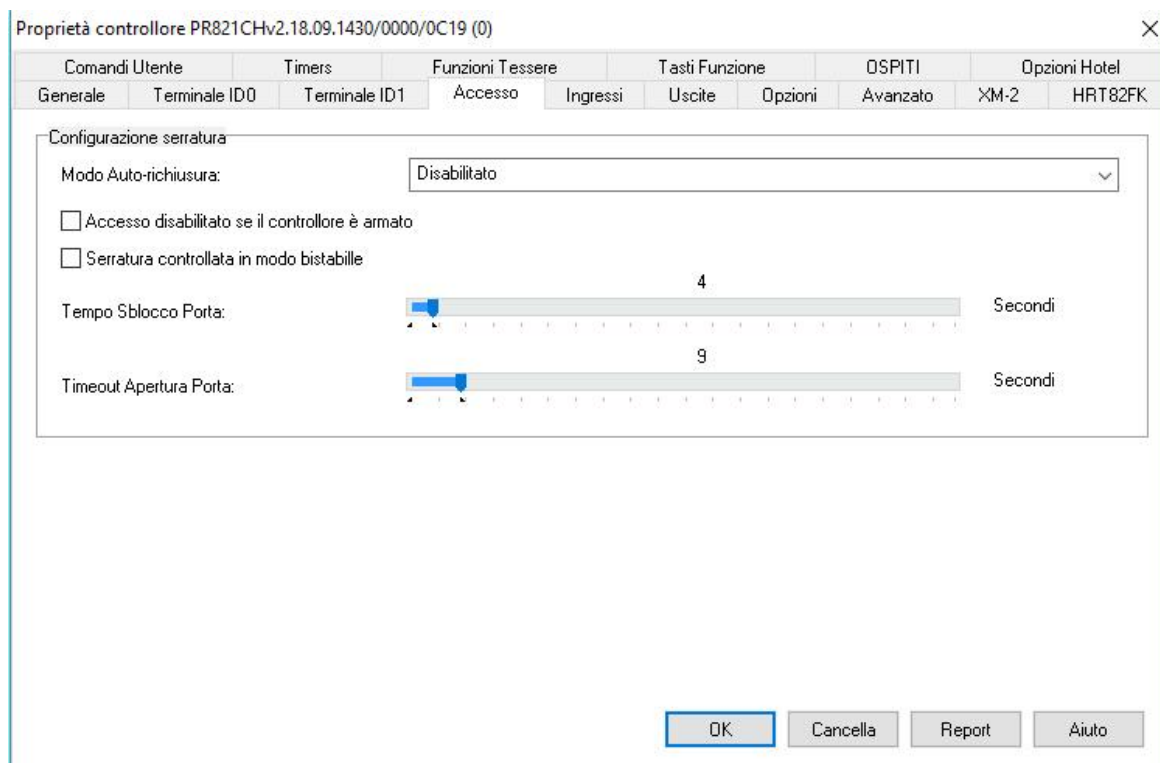 Proprietà controllore PR821CHv2.18.09.1430/0000/0C19 (0)
Comandi Utente Timers Funzioni Tessere Tasti Funzione OSPITI Opzioni Hotel
Generale Terminale ID0 Terminale ID1 Accesso Ingressi Uscite Opzioni Avanzato XM-2 HRT82FK
Configurazione serratura
Modo Auto-richiusura: Disabilitato
Accesso disabilitato se il controllore è armato
Serratura controllata in modo bistabille
4
Tempo Sblocco Porta: Secondi
9
Timeout Apertura Porta: Secondi
OK Cancella Report Aiuto